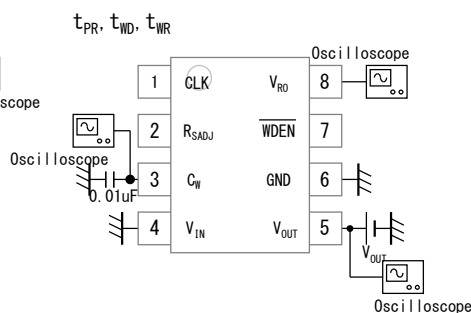 tPR, tWD, tWR
Oscilloscope
1 CLK VRO 8
scope
2 RSADJ WDEN 7
Oscilloscope
3 CW GND 6
0.01uF
4 VIN VOUT 5
VOUT
Oscilloscope